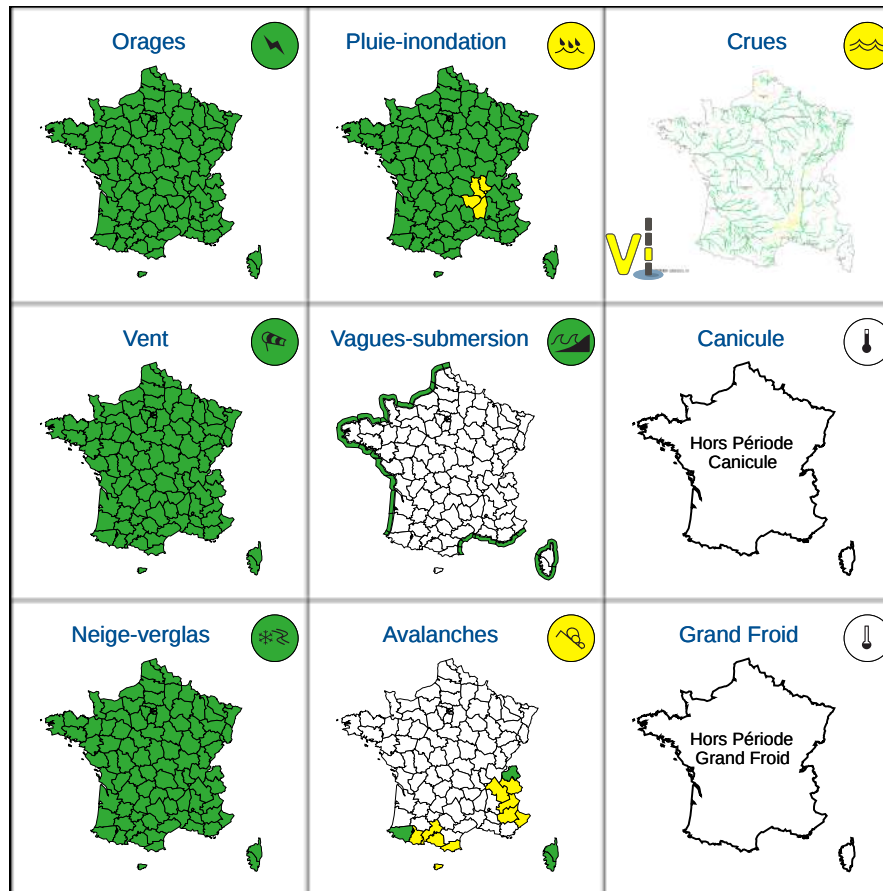 Orages
Pluie-inondation
Crues
Vi
Vent
Vagues-submersion
Canicule
Hors Période
Canicule
Neige-verglas
Avalanches
Grand Froid
Hors Période
Grand Froid